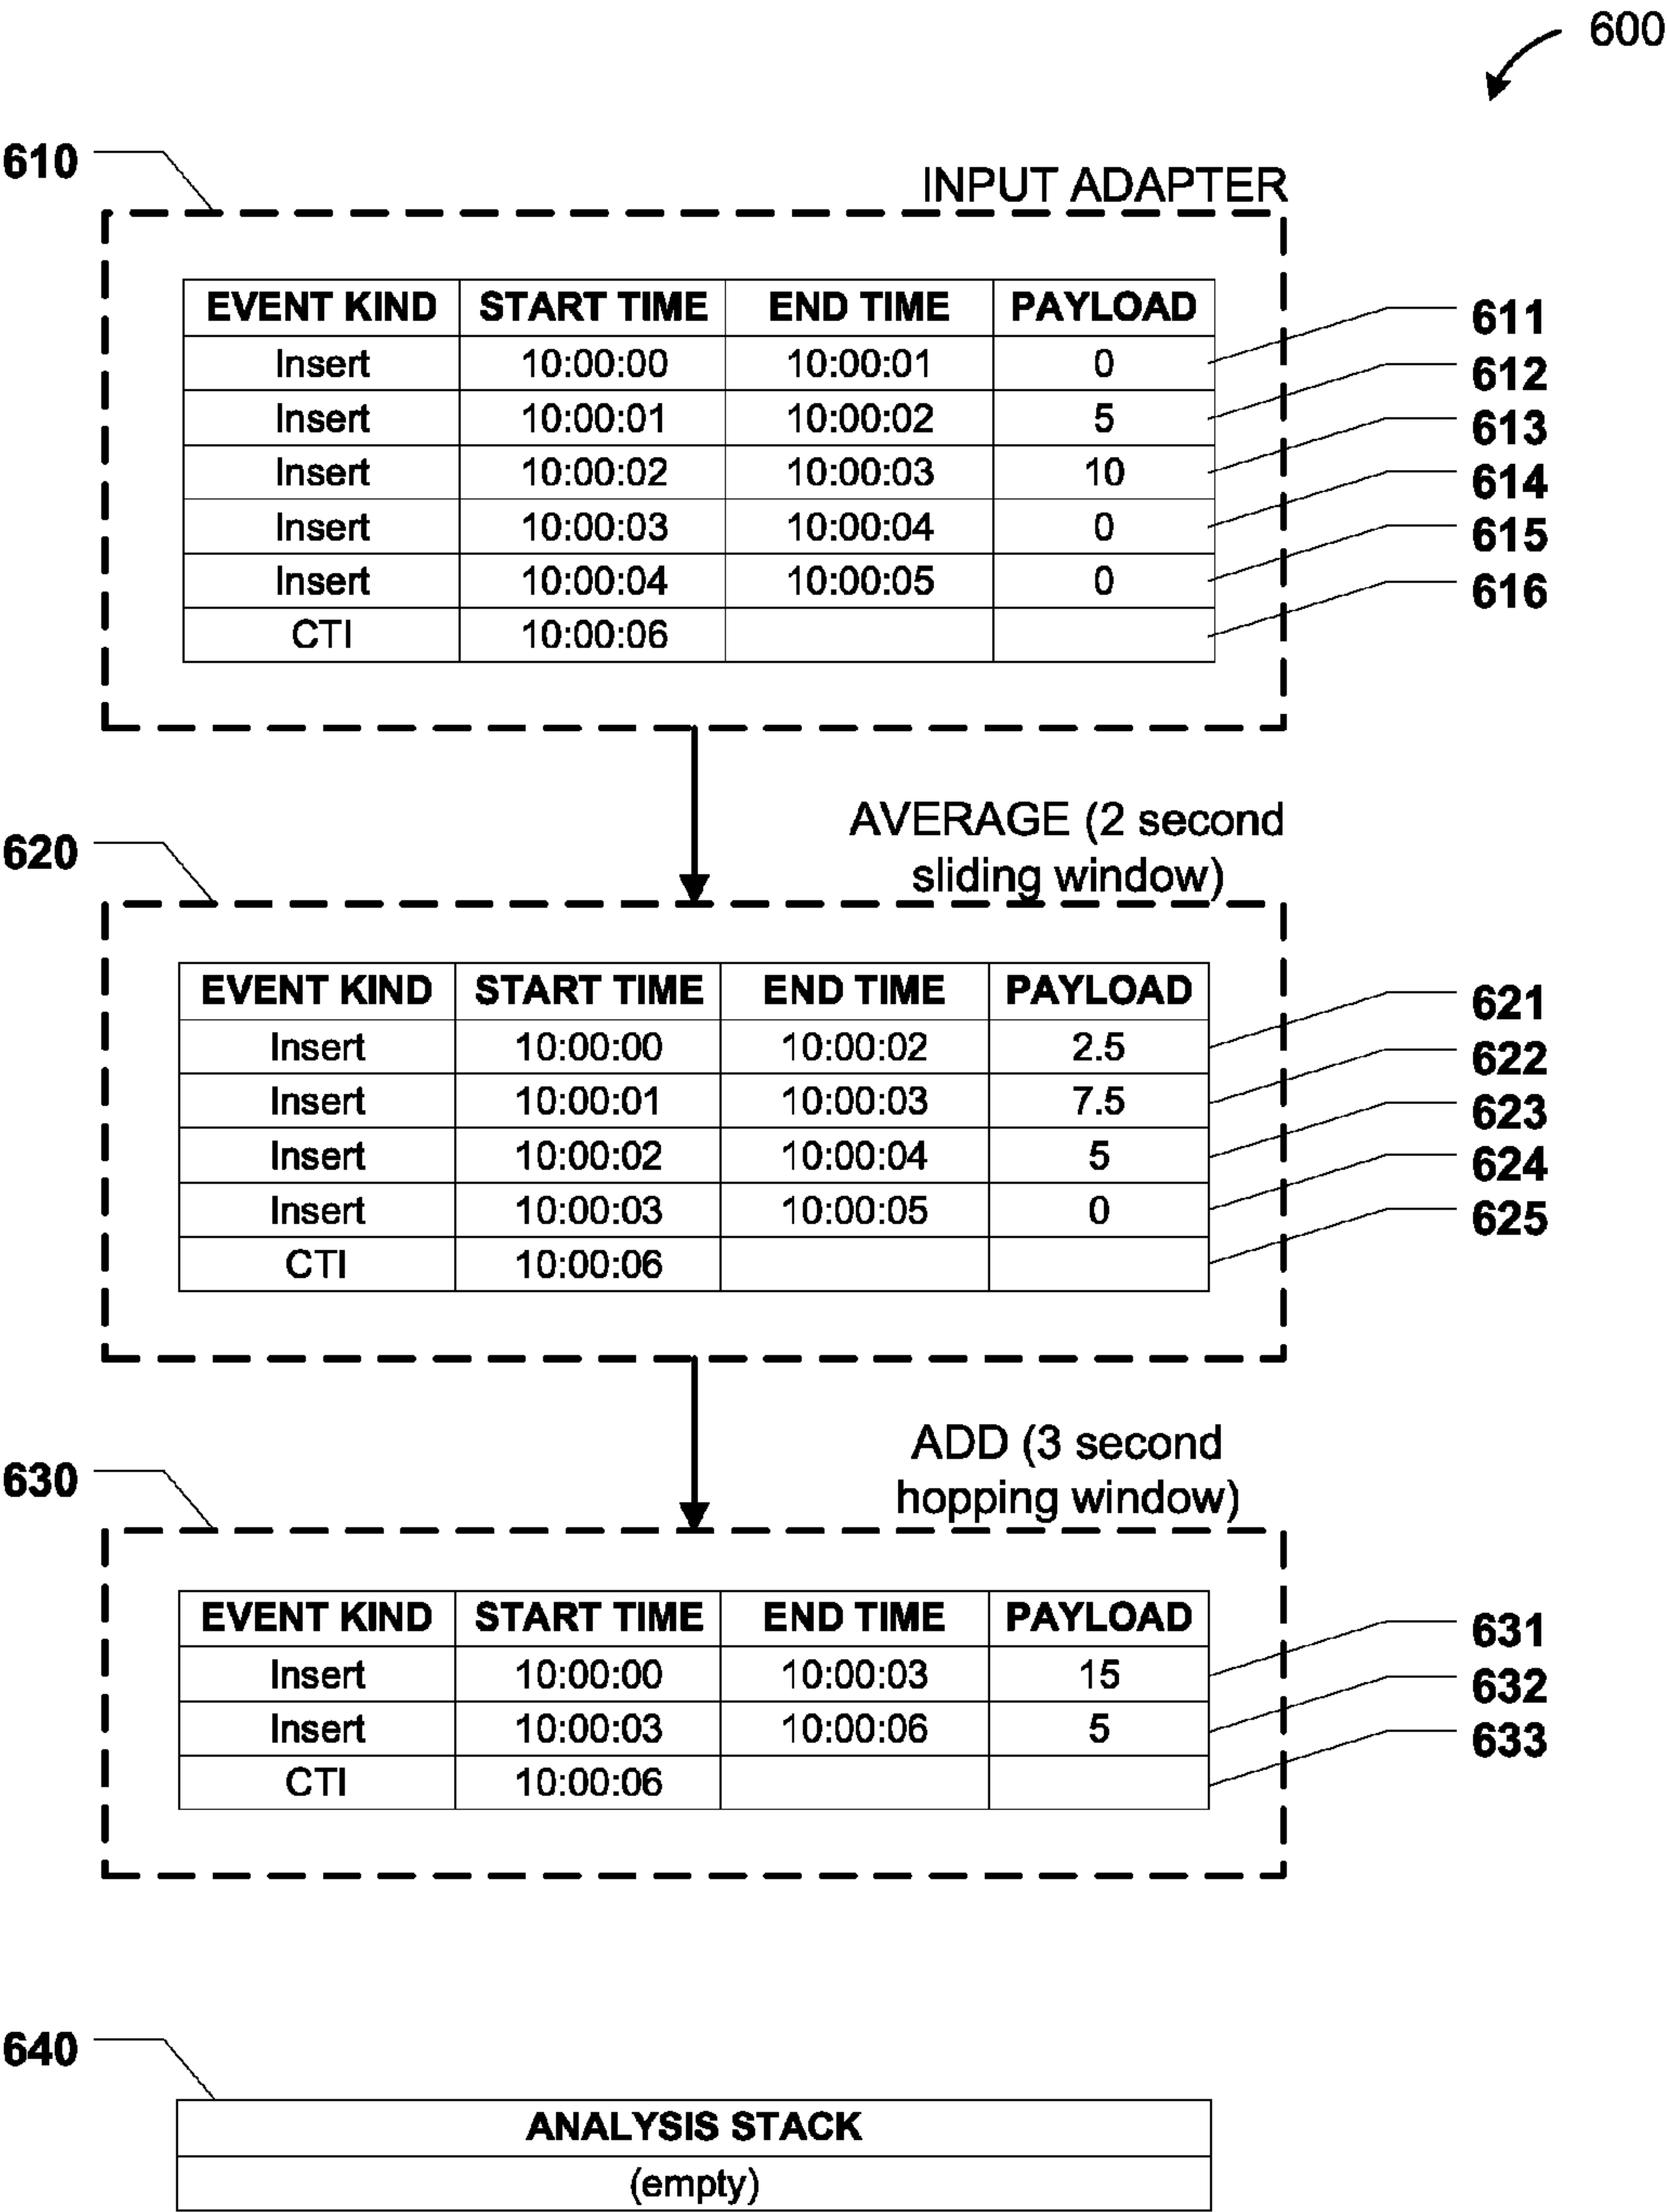 600
610
INPUT ADAPTER
EVENT KIND START TIME END TIME PAYLOAD
Insert 10:00:00 10:00:01 0 611
Insert 10:00:01 10:00:02 5 612
Insert 10:00:02 10:00:03 10 613
Insert 10:00:03 10:00:04 0 614
Insert 10:00:04 10:00:05 0 615
CTI 10:00:06 616
AVERAGE (2 second
sliding window)
620
EVENT KIND START TIME END TIME PAYLOAD
Insert 10:00:00 10:00:02 2.5 621
Insert 10:00:01 10:00:03 7.5 622
Insert 10:00:02 10:00:04 5 623
Insert 10:00:03 10:00:05 0 624
CTI 10:00:06 625
ADD (3 second
hopping window)
630
EVENT KIND START TIME END TIME PAYLOAD
Insert 10:00:00 10:00:03 15 631
Insert 10:00:03 10:00:06 5 632
CTI 10:00:06 633
640
ANALYSIS STACK
(empty)